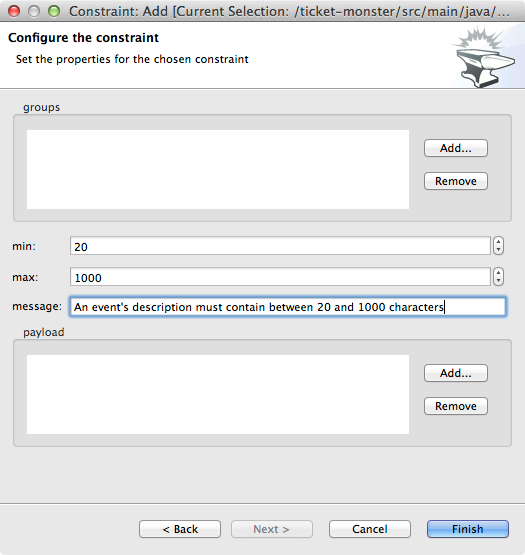 Constraint: Add [Current Selection: /ticket-monster/src/main/java/...
Configure the constraint
Set the properties for the chosen constraint
groups
Add...
Remove
min: 20
max: 1000
message: An event's description must contain between 20 and 1000 characters
payload
Add...
Remove
< Back Next > Cancel Finish